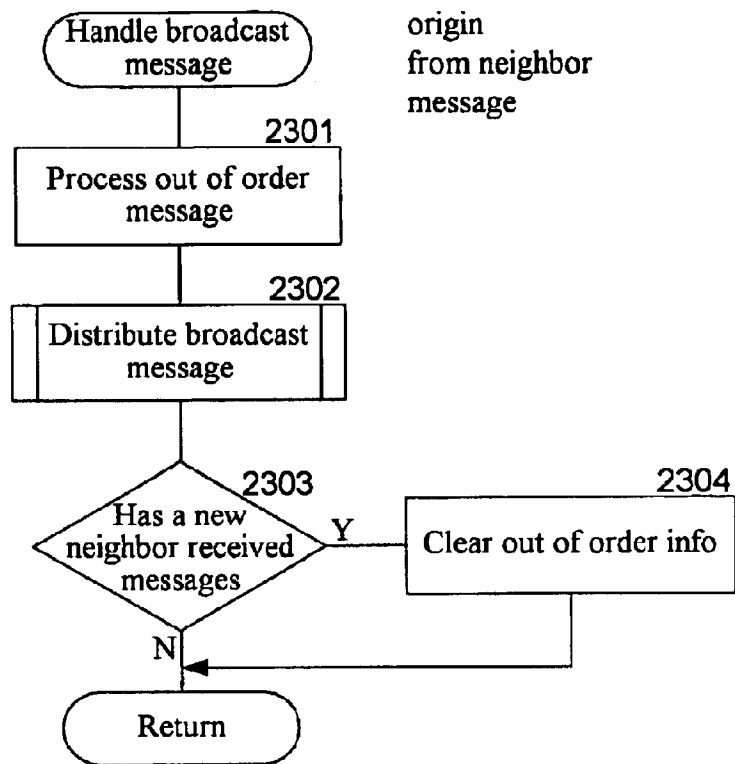 Handle broadcast
message
origin
from neighbor
message
2301
Process out of order
message
2302
Distribute broadcast
message
2303
Has a new
neighbor received
messages
Y
2304
Clear out of order info
N
Return